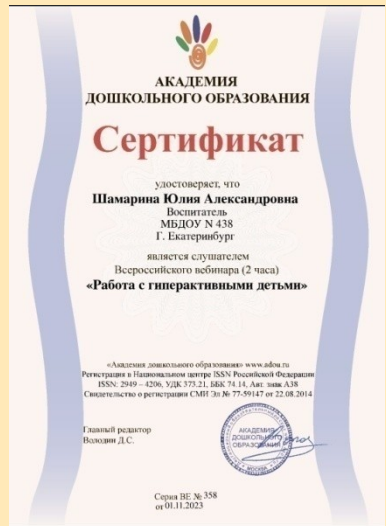 АКАДЕМИЯ
ДОШКОЛЬНОГО ОБРАЗОВАНИЯ
Сертификат
удостоверяет, что
Шамарина Юлия Александровна
Воспитатель
МБДОУ N 438
Г. Екатеринбург
является слушателем
Всероссийского вебинара (2 часа)
«Работа с гиперактивными детьми»
«Академия дошкольного образования» www.adou.ru
Регистрация в Национальном центре ISSN Российской Федерации
ISSN: 2949 – 4206, УДК 373.21, ББК 74.14, Авт. знак А38
Свидетельство о регистрации СМИ Эл № 77-59147 от 22.08.2014
Главный редактор
Володин Д.С.
АКАДЕМИЯ
ДОШКОЛЬНОГО
ОБРАЗОВАНИЯ
МОСКВА
Серия ВЕ № 358
от 01.11.2023